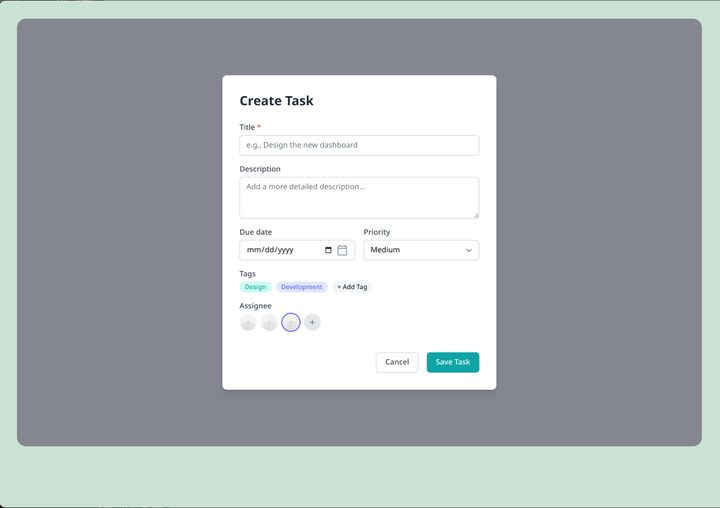 Create Task
Title *
e.g., Design the new dashboard
Description
Add a more detailed description...
Due date
Priority
mm/dd/yyyy
Medium
Tags
Design
Development
+ Add Tag
Assignee
+
Cancel
Save Task